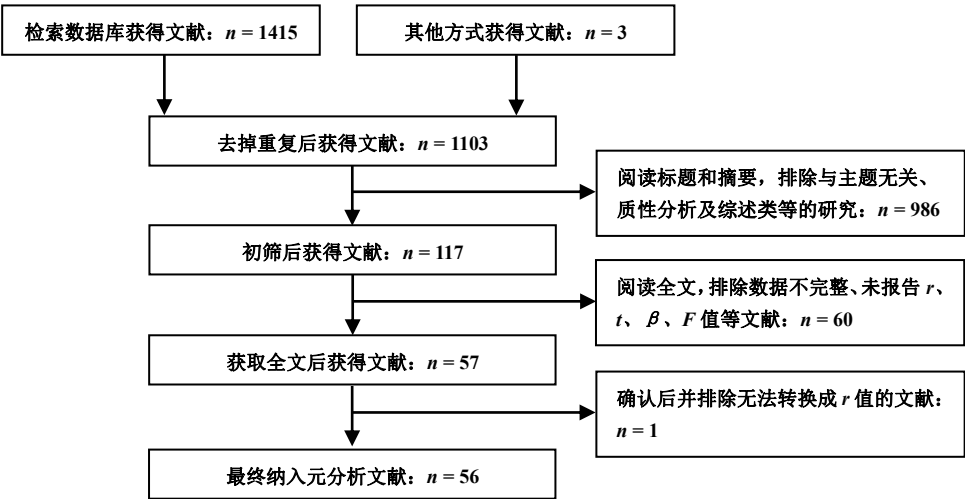 检索数据库获得文献：n = 1415
其他方式获得文献：n = 3
去掉重复后获得文献：n = 1103
阅读标题和摘要，排除与主题无关、
质性分析及综述类等的研究：n = 986
初筛后获得文献：n = 117
阅读全文，排除数据不完整、未报告 r、
t、β、F 值等文献：n = 60
获取全文后获得文献：n = 57
确认后并排除无法转换成 r 值的文献：
n = 1
最终纳入元分析文献：n = 56